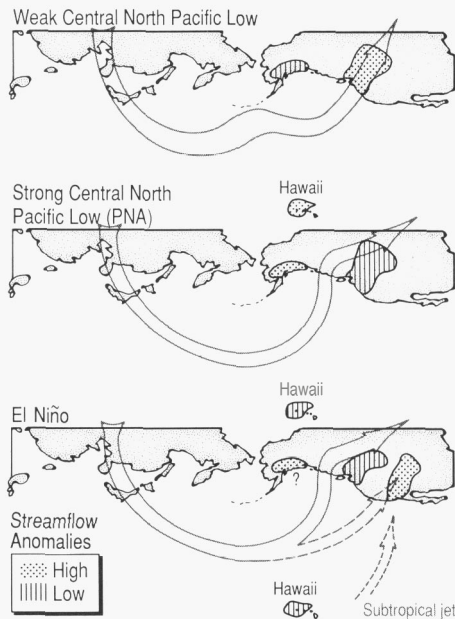 Weak Central North Pacific Low
Strong Central North
Pacific Low (PNA)
Hawaii
El Niño
Hawaii
?
Streamflow
Anomalies
High
Low
Hawaii
Subtropical jet